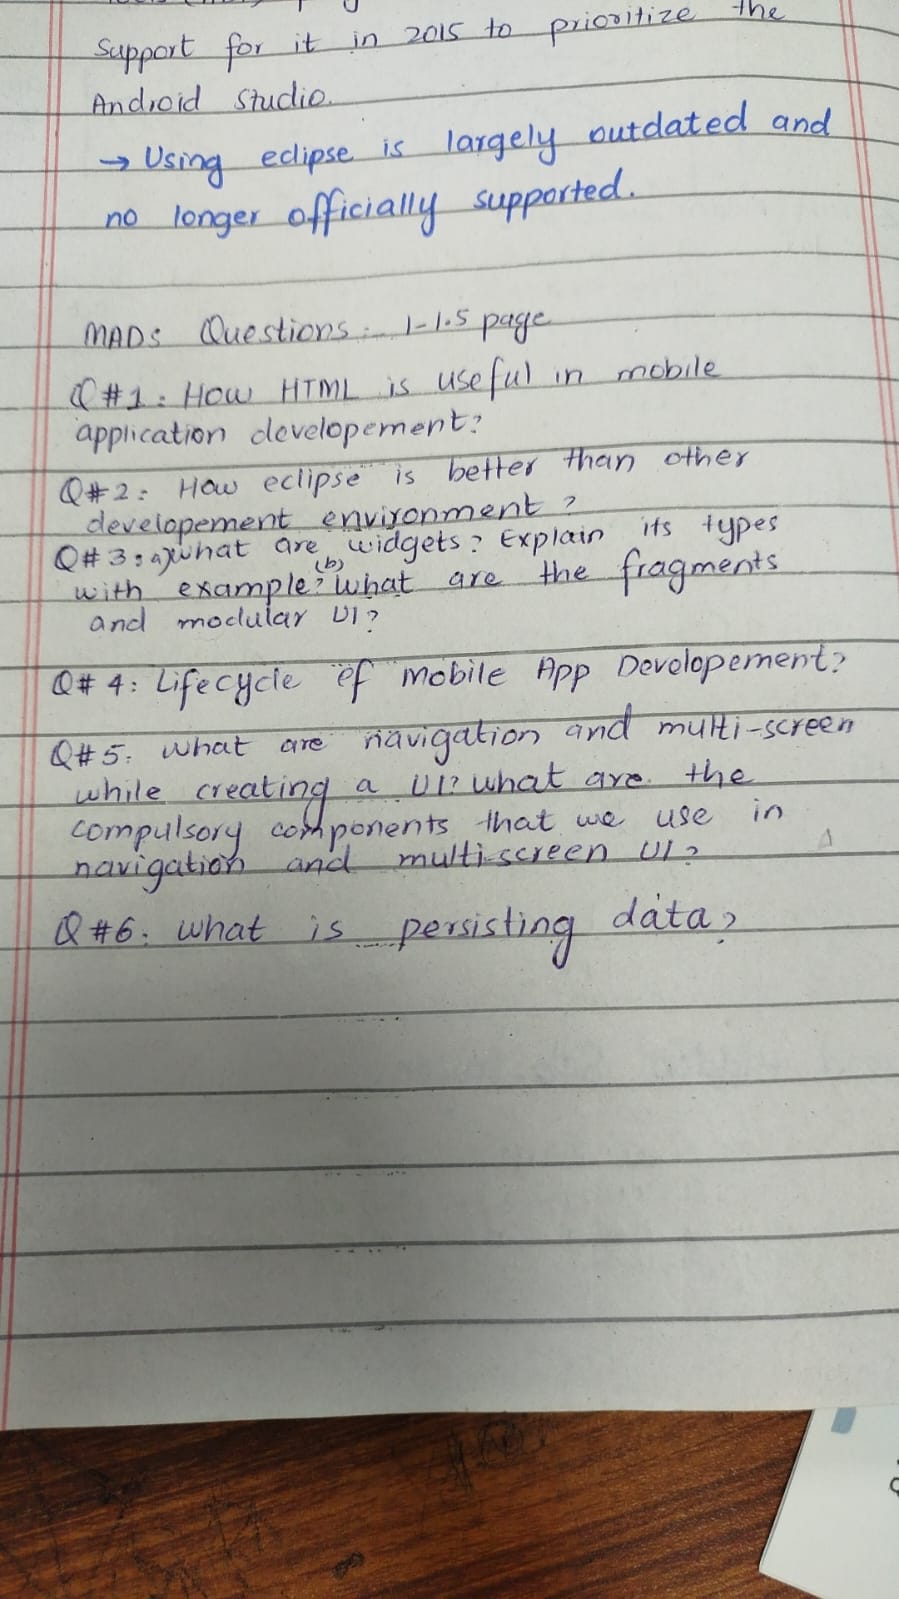 support for it in 2015 to prioritize the
Android Studio.
→ Using eclipse is largely outdated and
no longer officially supported.
MADs Questions:- 1-1.5 page
Q#1: How HTML is useful in mobile
application developement?
Q#2: How eclipse is better than other
developement environment?
Q#3: a) what are widgets? Explain its types
with example? (b) what are the fragments
and modular UI?
Q#4: Lifecycle of Mobile App Developement?
Q#5: what are navigation and multi-screen
while creating a UI? what are the
compulsory components that we use in
navigation and multi-screen UI?
Q#6: what is persisting data?